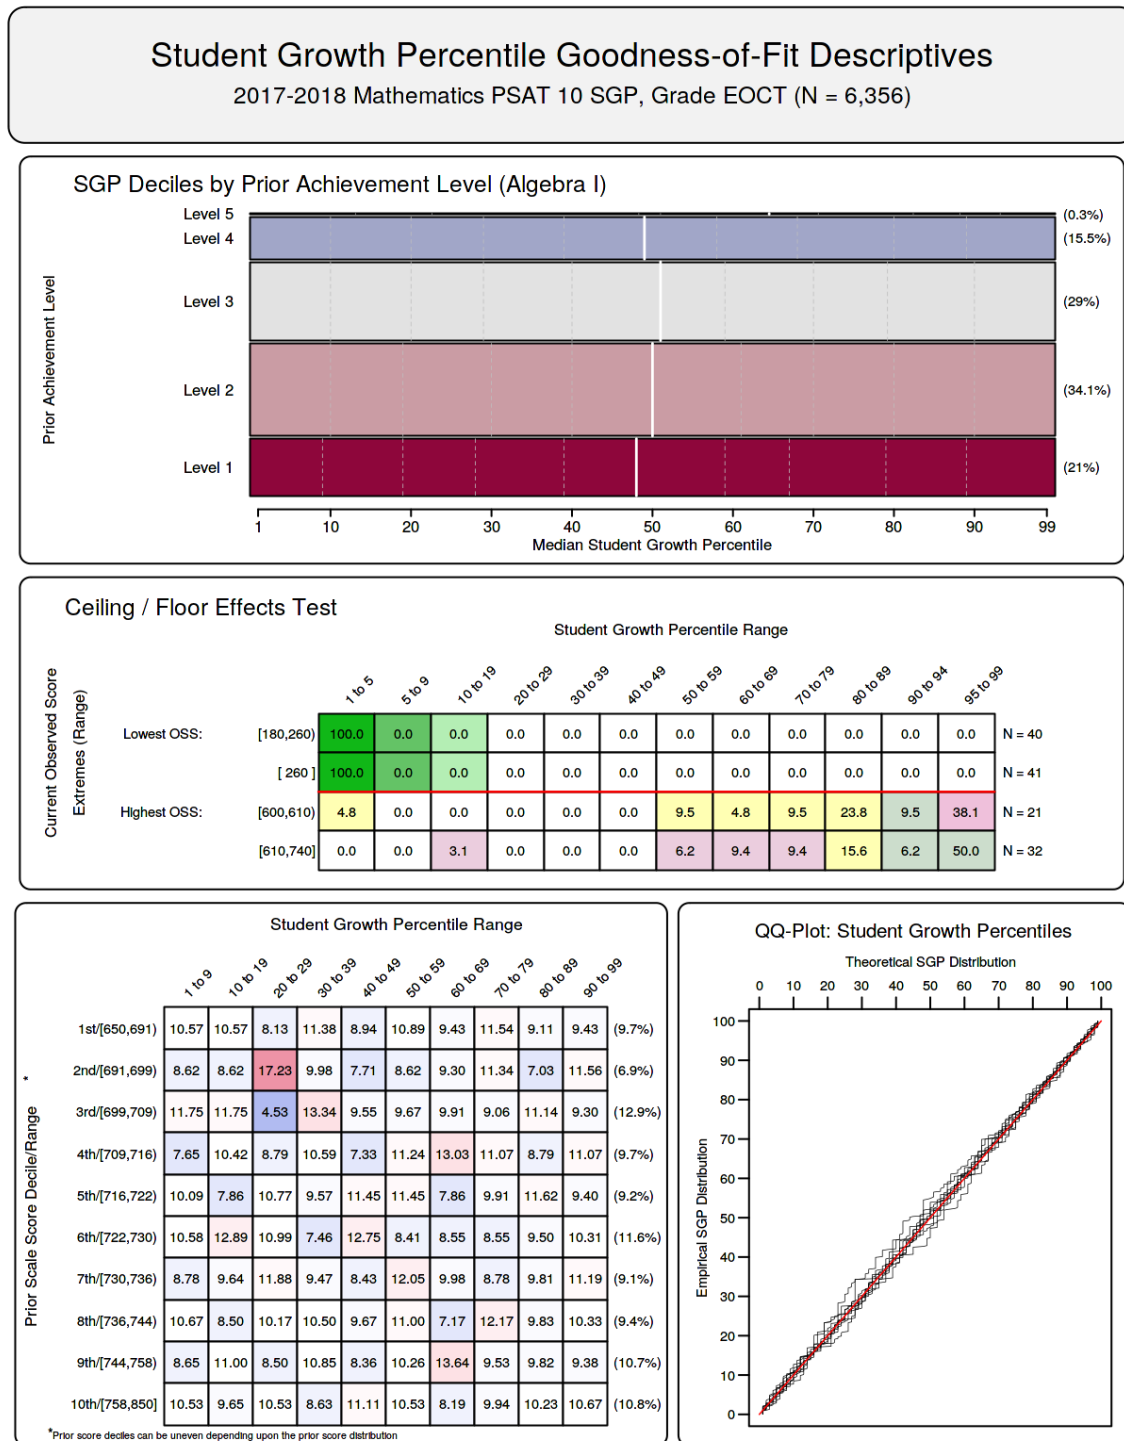 Student Growth Percentile Goodness-of-Fit Descriptives
2017-2018 Mathematics PSAT 10 SGP, Grade EOCT (N = 6,356)
SGP Deciles by Prior Achievement Level (Algebra I)
Prior Achievement Level
Level 5 (0.3%)
Level 4 (15.5%)
Level 3 (29%)
Level 2 (34.1%)
Level 1 (21%)
1 10 20 30 40 50 60 70 80 90 99
Median Student Growth Percentile
Ceiling / Floor Effects Test
Student Growth Percentile Range
Current Observed Score
Extremes (Range)
1 to 5 5 to 9 10 to 19 20 to 29 30 to 39 40 to 49 50 to 59 60 to 69 70 to 79 80 to 89 90 to 94 95 to 99
Lowest OSS: [180,260) 100.0 0.0 0.0 0.0 0.0 0.0 0.0 0.0 0.0 0.0 0.0 0.0 N = 40
[ 260 ] 100.0 0.0 0.0 0.0 0.0 0.0 0.0 0.0 0.0 0.0 0.0 0.0 N = 41
Highest OSS: [600,610) 4.8 0.0 0.0 0.0 0.0 0.0 9.5 4.8 9.5 23.8 9.5 38.1 N = 21
[610,740] 0.0 0.0 3.1 0.0 0.0 0.0 6.2 9.4 9.4 15.6 6.2 50.0 N = 32
Student Growth Percentile Range
Prior Scale Score Decile/Range *
1 to 9 10 to 19 20 to 29 30 to 39 40 to 49 50 to 59 60 to 69 70 to 79 80 to 89 90 to 99
1st/[650,691) 10.57 10.57 8.13 11.38 8.94 10.89 9.43 11.54 9.11 9.43 (9.7%)
2nd/[691,699) 8.62 8.62 17.23 9.98 7.71 8.62 9.30 11.34 7.03 11.56 (6.9%)
3rd/[699,709) 11.75 11.75 4.53 13.34 9.55 9.67 9.91 9.06 11.14 9.30 (12.9%)
4th/[709,716) 7.65 10.42 8.79 10.59 7.33 11.24 13.03 11.07 8.79 11.07 (9.7%)
5th/[716,722) 10.09 7.86 10.77 9.57 11.45 11.45 7.86 9.91 11.62 9.40 (9.2%)
6th/[722,730) 10.58 12.89 10.99 7.46 12.75 8.41 8.55 8.55 9.50 10.31 (11.6%)
7th/[730,736) 8.78 9.64 11.88 9.47 8.43 12.05 9.98 8.78 9.81 11.19 (9.1%)
8th/[736,744) 10.67 8.50 10.17 10.50 9.67 11.00 7.17 12.17 9.83 10.33 (9.4%)
9th/[744,758) 8.65 11.00 8.50 10.85 8.36 10.26 13.64 9.53 9.82 9.38 (10.7%)
10th/[758,850] 10.53 9.65 10.53 8.63 11.11 10.53 8.19 9.94 10.23 10.67 (10.8%)
*Prior score deciles can be uneven depending upon the prior score distribution
QQ-Plot: Student Growth Percentiles
Theoretical SGP Distribution
0 10 20 30 40 50 60 70 80 90 100
Empirical SGP Distribution
100
90
80
70
60
50
40
30
20
10
0